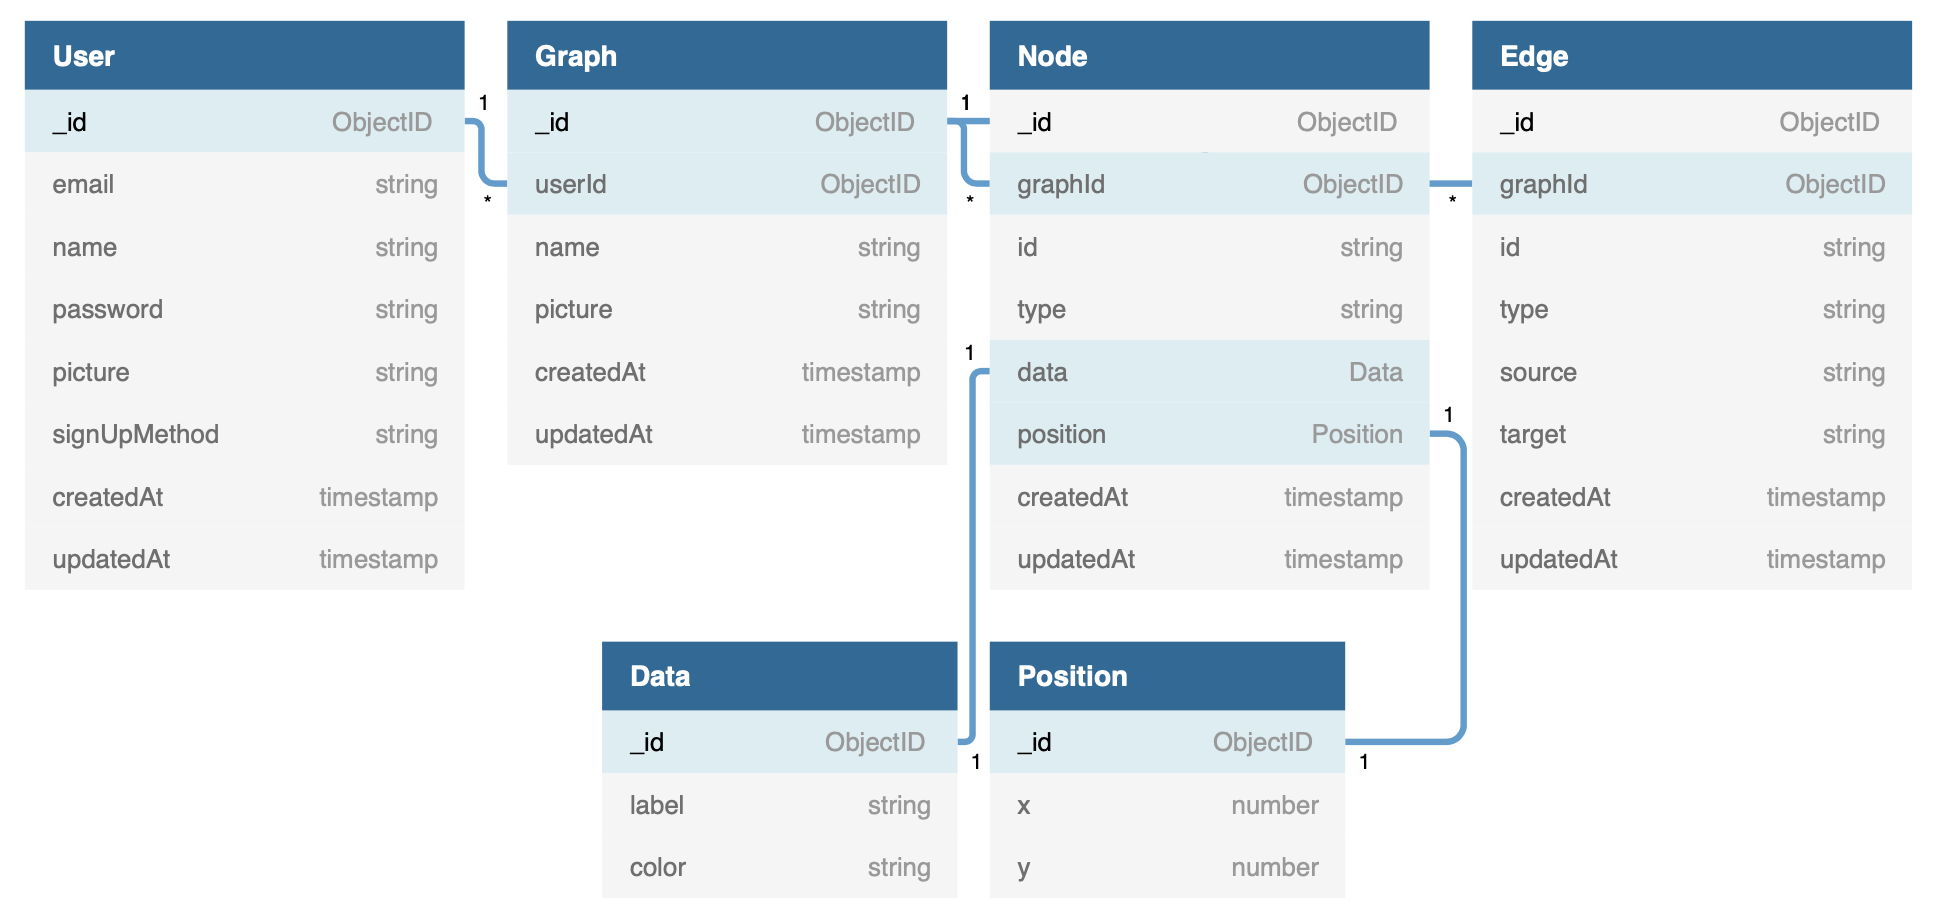 User
_id ObjectID
email string
name string
password string
picture string
signUpMethod string
createdAt timestamp
updatedAt timestamp
1
*
Graph
_id ObjectID
userId ObjectID
name string
picture string
createdAt timestamp
updatedAt timestamp
1
*
Node
_id ObjectID
graphId ObjectID
id string
type string
1
data Data
position Position
1
createdAt timestamp
updatedAt timestamp
*
Edge
_id ObjectID
graphId ObjectID
id string
type string
source string
target string
createdAt timestamp
updatedAt timestamp
Data
_id ObjectID
1
label string
color string
Position
_id ObjectID
1
x number
y number